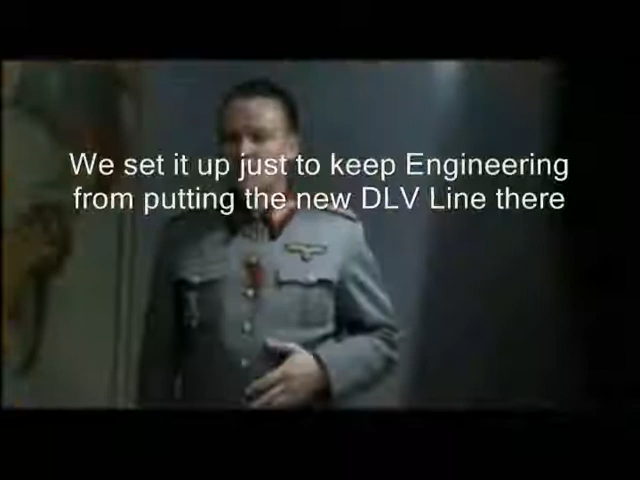 We set it up just to keep Engineering
from putting the new DLV Line there